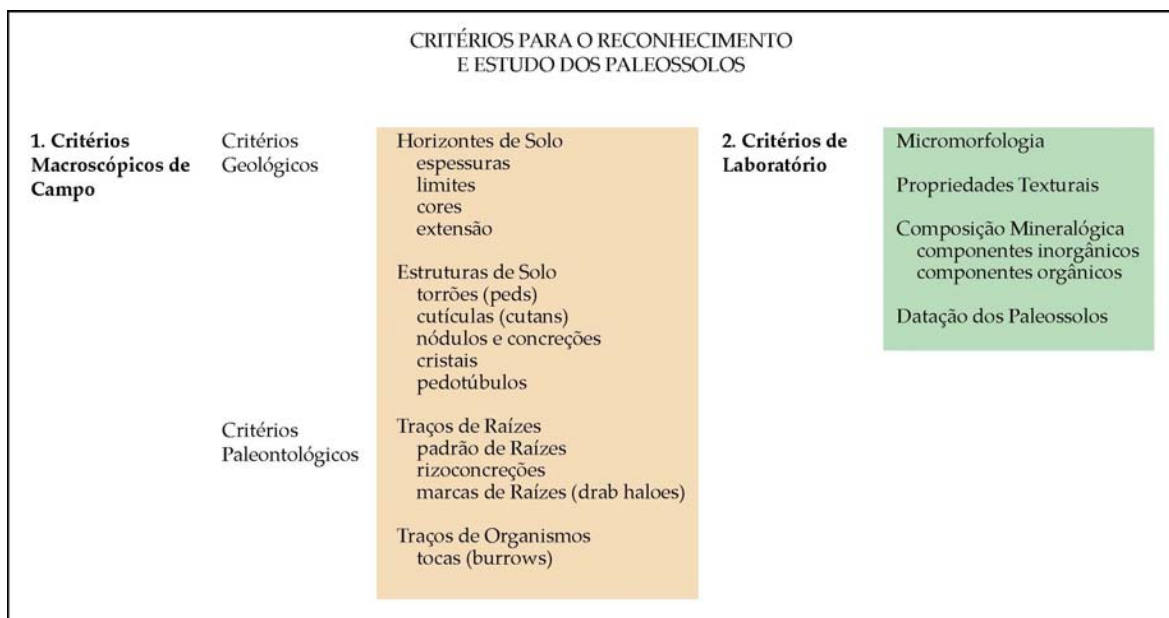 CRITÉRIOS PARA O RECONHECIMENTO
E ESTUDO DOS PALEOSSOLOS
1. Critérios
Macroscópicos de
Campo
Critérios
Geológicos
Horizontes de Solo
espessuras
limites
cores
extensão
Estruturas de Solo
torrões (peds)
cutículas (cutans)
nódulos e concreções
cristais
pedotúbulos
Critérios
Paleontológicos
Traços de Raízes
padrão de Raízes
rizoconcreções
marcas de Raízes (drab haloes)
Traços de Organismos
tocas (burrows)
2. Critérios de
Laboratório
Micromorfologia
Propriedades Texturais
Composição Mineralógica
componentes inorgânicos
componentes orgânicos
Datação dos Paleossolos